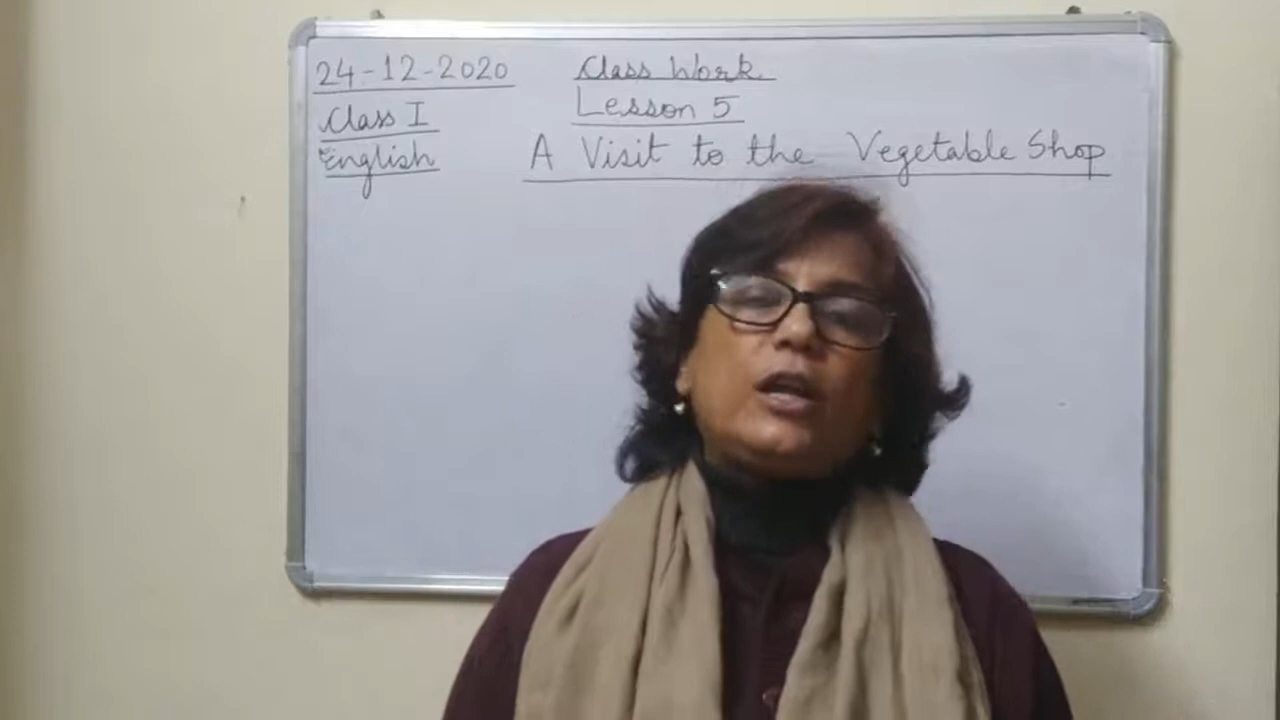 24-12-2020
Class I
English
Class Work
Lesson 5
A Visit to the Vegetable Shop